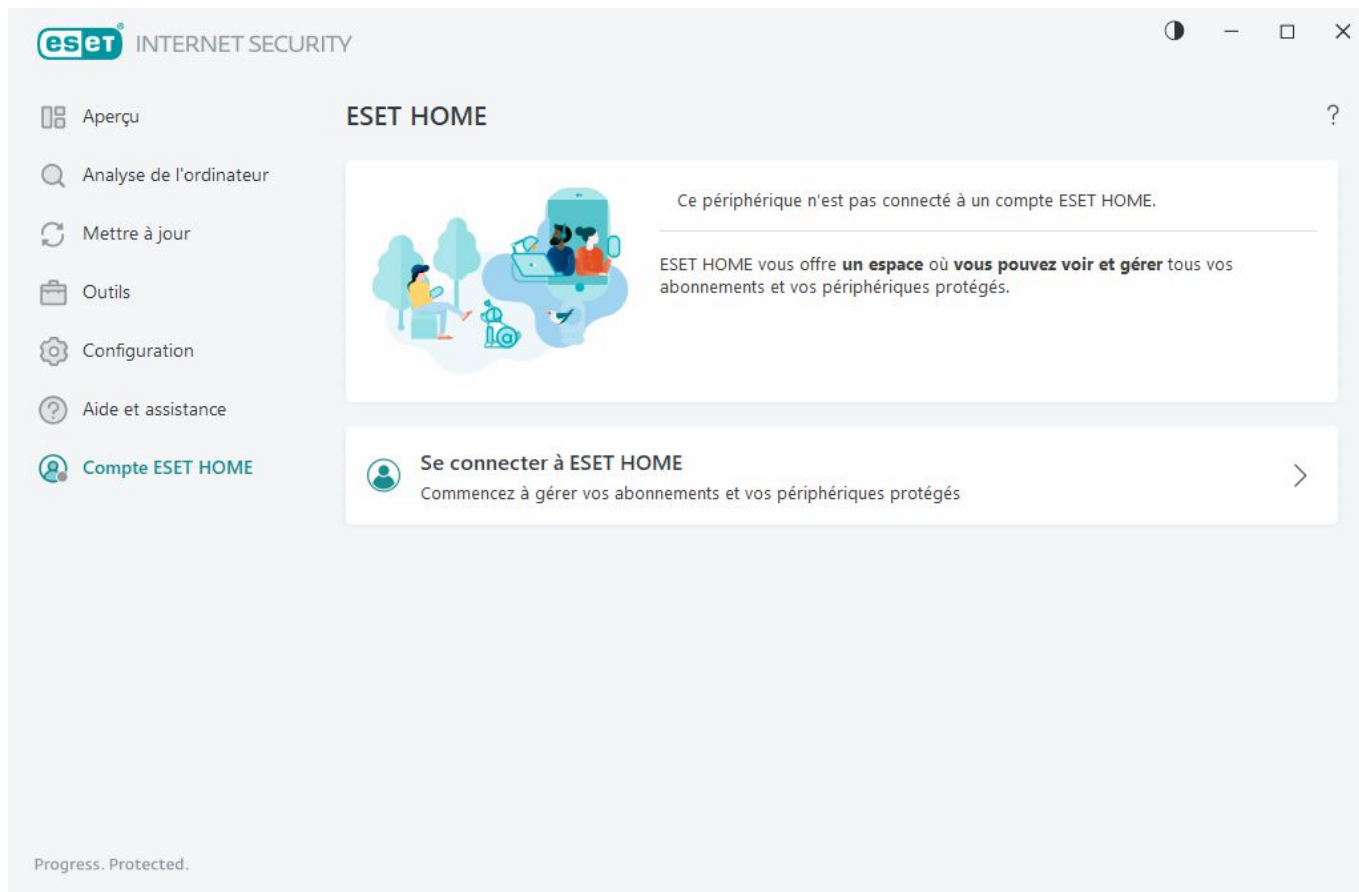 eset® INTERNET SECURITY
Aperçu
Analyse de l'ordinateur
Mettre à jour
Outils
Configuration
Aide et assistance
Compte ESET HOME
ESET HOME
?
Ce périphérique n'est pas connecté à un compte ESET HOME.
ESET HOME vous offre un espace où vous pouvez voir et gérer tous vos
abonnements et vos périphériques protégés.
Se connecter à ESET HOME
Commencez à gérer vos abonnements et vos périphériques protégés
Progress. Protected.